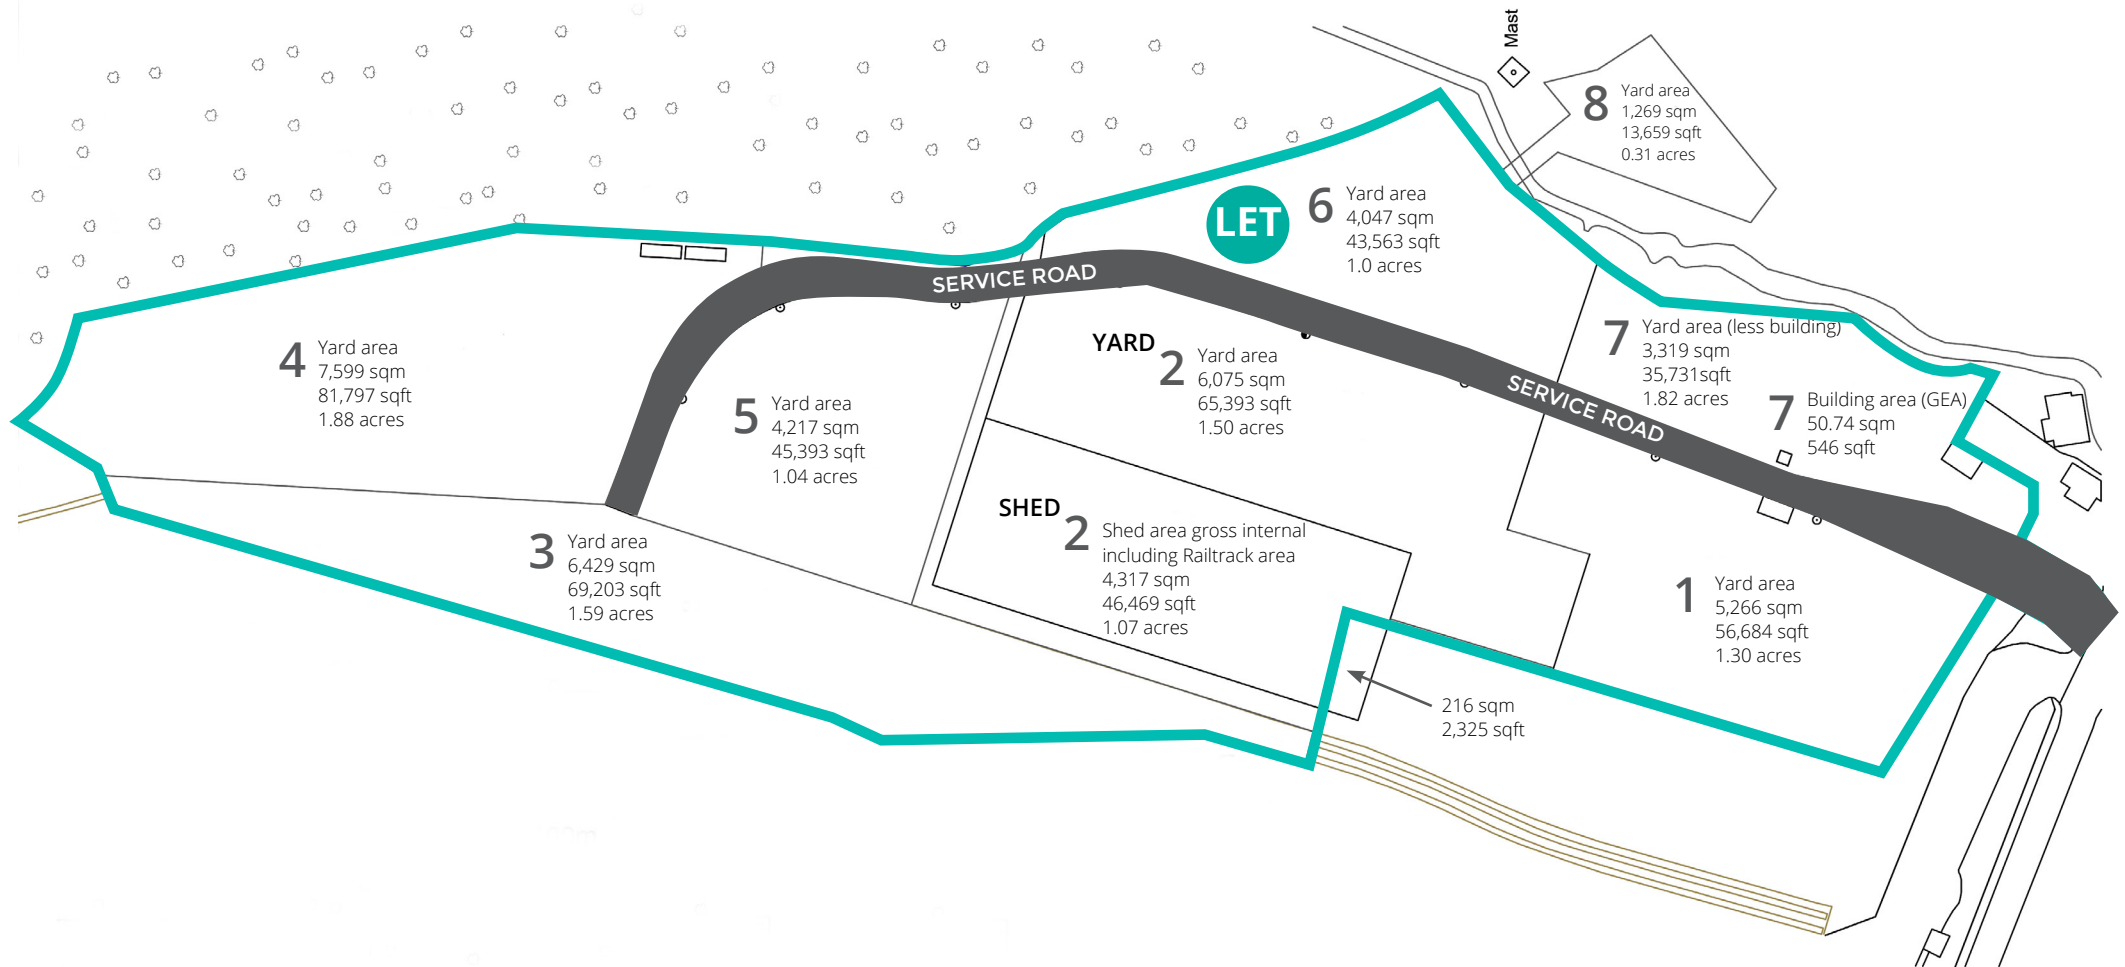 Mast
8
Yard area
1,269 sqm
13,659 sqft
0.31 acres
LET
6
Yard area
4,047 sqm
43,563 sqft
1.0 acres
SERVICE ROAD
7
Yard area (less building)
3,319 sqm
35,731sqft
1.82 acres
7
Building area (GEA)
50.74 sqm
546 sqft
4
Yard area
7,599 sqm
81,797 sqft
1.88 acres
YARD
2
Yard area
6,075 sqm
65,393 sqft
1.50 acres
SERVICE ROAD
5
Yard area
4,217 sqm
45,393 sqft
1.04 acres
SHED
2
Shed area gross internal
including Railtrack area
4,317 sqm
46,469 sqft
1.07 acres
3
Yard area
6,429 sqm
69,203 sqft
1.59 acres
1
Yard area
5,266 sqm
56,684 sqft
1.30 acres
216 sqm
2,325 sqft